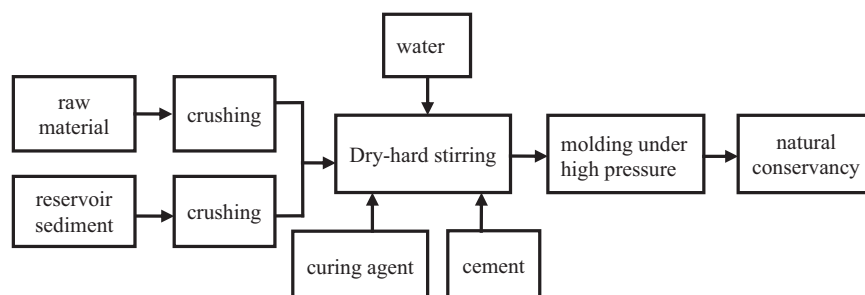 water
raw
material
crushing
Dry-hard stirring
molding under
high pressure
natural
conservancy
reservoir
sediment
crushing
curing agent
cement